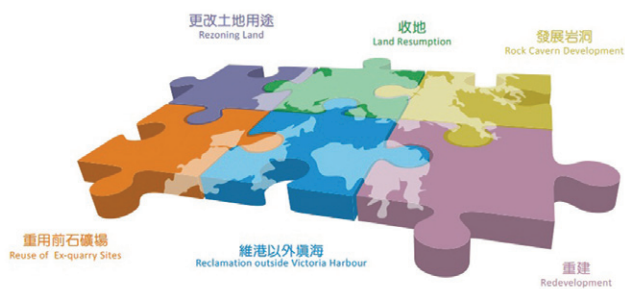 更改土地用途
Rezoning Land
收地
Land Resumption
發展岩洞
Rock Cavern Development
重用前石礦場
Reuse of Ex-quarry Sites
維港以外填海
Reclamation outside Victoria Harbour
重建
Redevelopment